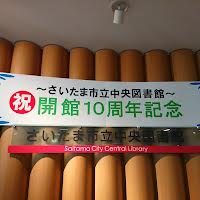 ～さいたま市立中央図書館～
祝 開館10周年記念
さいたま市立中央図書館
Saitama City Central Library